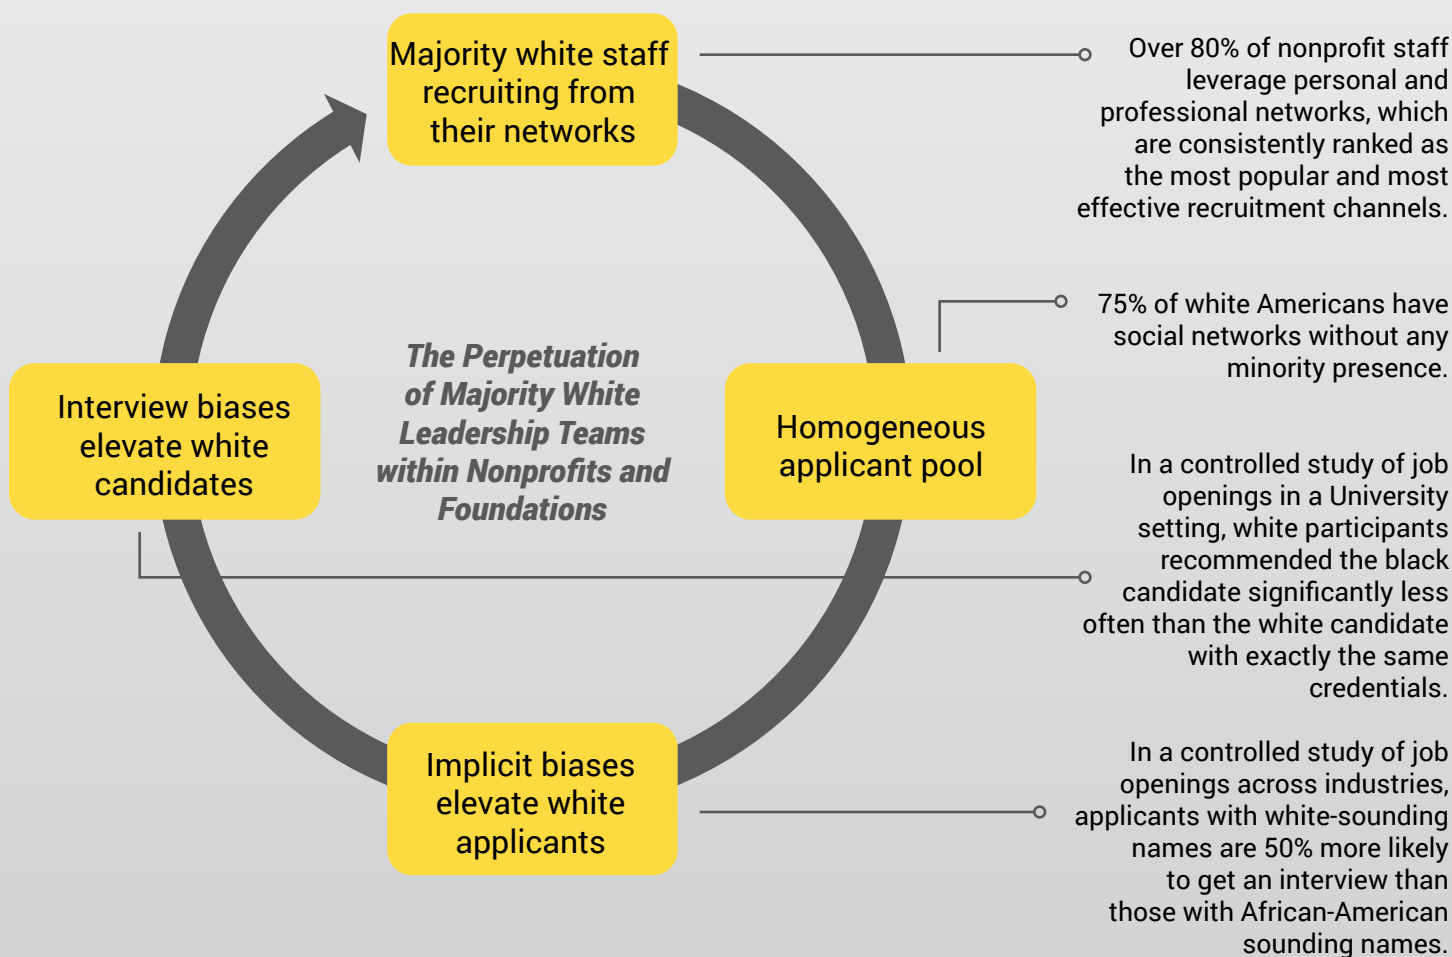 Majority white staff
recruiting from
their networks
Over 80% of nonprofit staff
leverage personal and
professional networks, which
are consistently ranked as
the most popular and most
effective recruitment channels.
75% of white Americans have
social networks without any
minority presence.
The Perpetuation
of Majority White
Leadership Teams
within Nonprofits and
Foundations
Interview biases
elevate white
candidates
Homogeneous
applicant pool
In a controlled study of job
openings in a University
setting, white participants
recommended the black
candidate significantly less
often than the white candidate
with exactly the same
credentials.
Implicit biases
elevate white
applicants
In a controlled study of job
openings across industries,
applicants with white-sounding
names are 50% more likely
to get an interview than
those with African-American
sounding names.